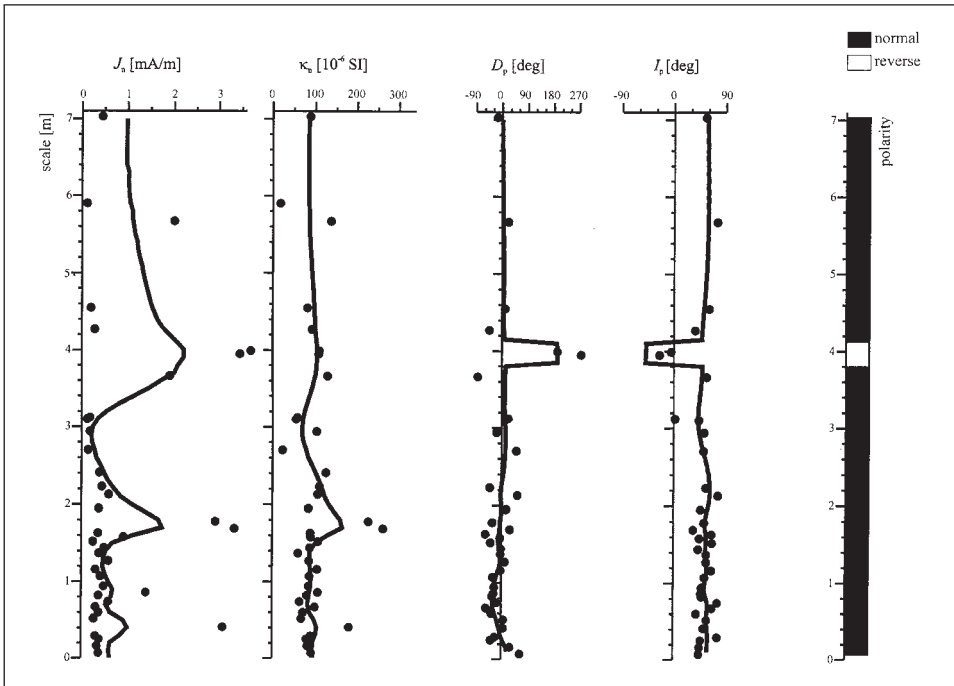 normal
reverse
Jₙ [mA/m]
κₙ [10⁻⁶ SI]
Dₚ [deg]
Iₚ [deg]
0 1 2 3
0 100 200 300
-90 0 90 180 270
-90 0 90
scale [m]
7
6
5
4
3
2
1
0
polarity
7
6
5
4
3
2
1
0